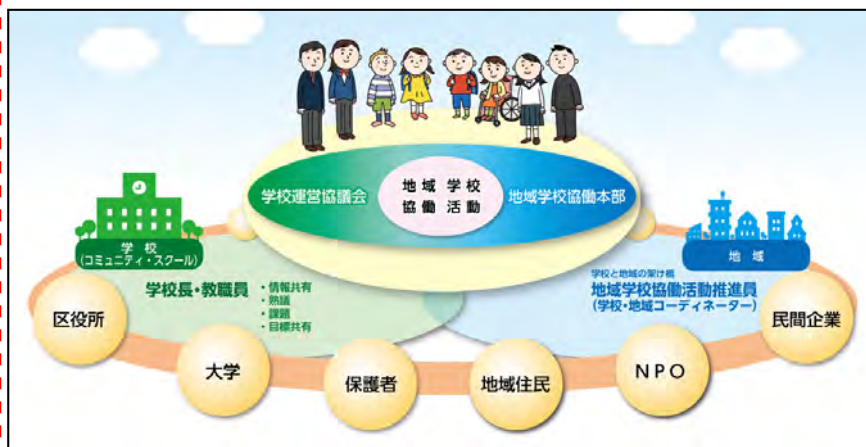 学校運営協議会
地域 学校
協働 活動
地域学校協働本部
学校
(コミュニティ・スクール)
地域
学校長・教職員
・情報共有
・熟議
・課題
・目標共有
学校と地域の架け橋
地域学校協働活動推進員
(学校・地域コーディネーター)
区役所
大学
保護者
地域住民
NPO
民間企業